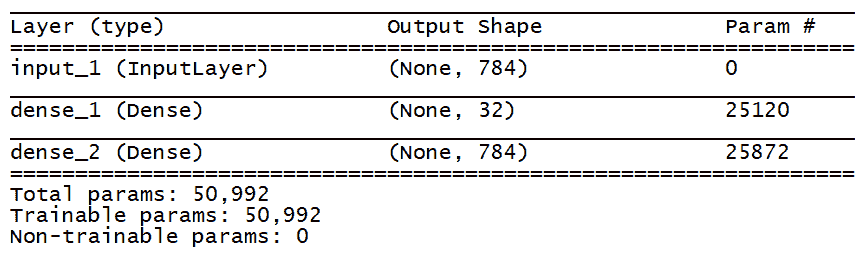 Layer (type) Output Shape Param #
input_1 (InputLayer) (None, 784) 0
dense_1 (Dense) (None, 32) 25120
dense_2 (Dense) (None, 784) 25872
Total params: 50,992
Trainable params: 50,992
Non-trainable params: 0